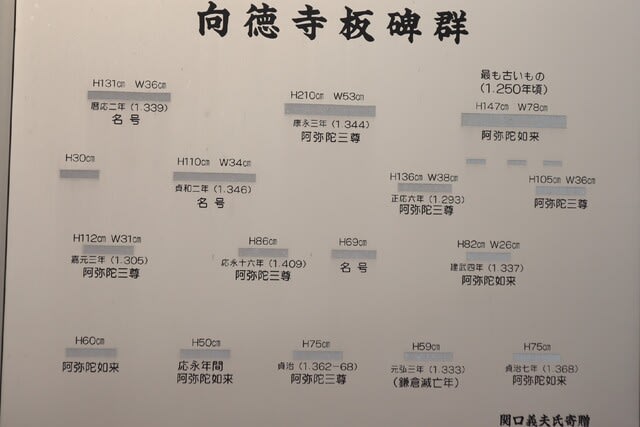 向徳寺板碑群
H131㎝ W36㎝
暦応二年（1.339）
名号
H210㎝ W53㎝
康永三年（1.344）
阿弥陀三尊
最も古いもの
（1.250年頃）
H147㎝ W78㎝
阿弥陀如来
H30㎝
H110㎝ W34㎝
貞和二年（1.346）
名号
H136㎝ W38㎝
正応六年（1.293）
阿弥陀三尊
H105㎝ W36㎝
阿弥陀三尊
H112㎝ W31㎝
嘉元三年（1.305）
阿弥陀三尊
H86㎝
応永十六年（1.409）
阿弥陀三尊
H69㎝
名号
H82㎝ W26㎝
建武四年（1.337）
阿弥陀如来
H60㎝
阿弥陀如来
H50㎝
応永年間
阿弥陀如来
H75㎝
貞治（1.362−68）
阿弥陀三尊
H59㎝
元弘三年（1.333）
（鎌倉滅亡年）
H75㎝
貞治七年（1.368）
阿弥陀如来
関口義夫氏寄贈